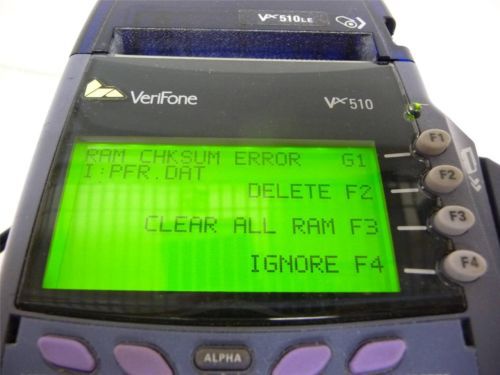 Vx510LE
VeriFone
Vx510
RAM CHKSUM ERROR G1
I:PFR.DAT
DELETE F2
CLEAR ALL RAM F3
IGNORE F4
F1
F2
F3
F4
ALPHA